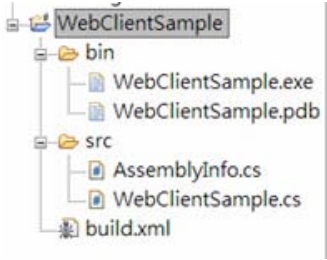 WebClientSample
bin
WebClientSample.exe
WebClientSample.pdb
src
AssemblyInfo.cs
WebClientSample.cs
build.xml